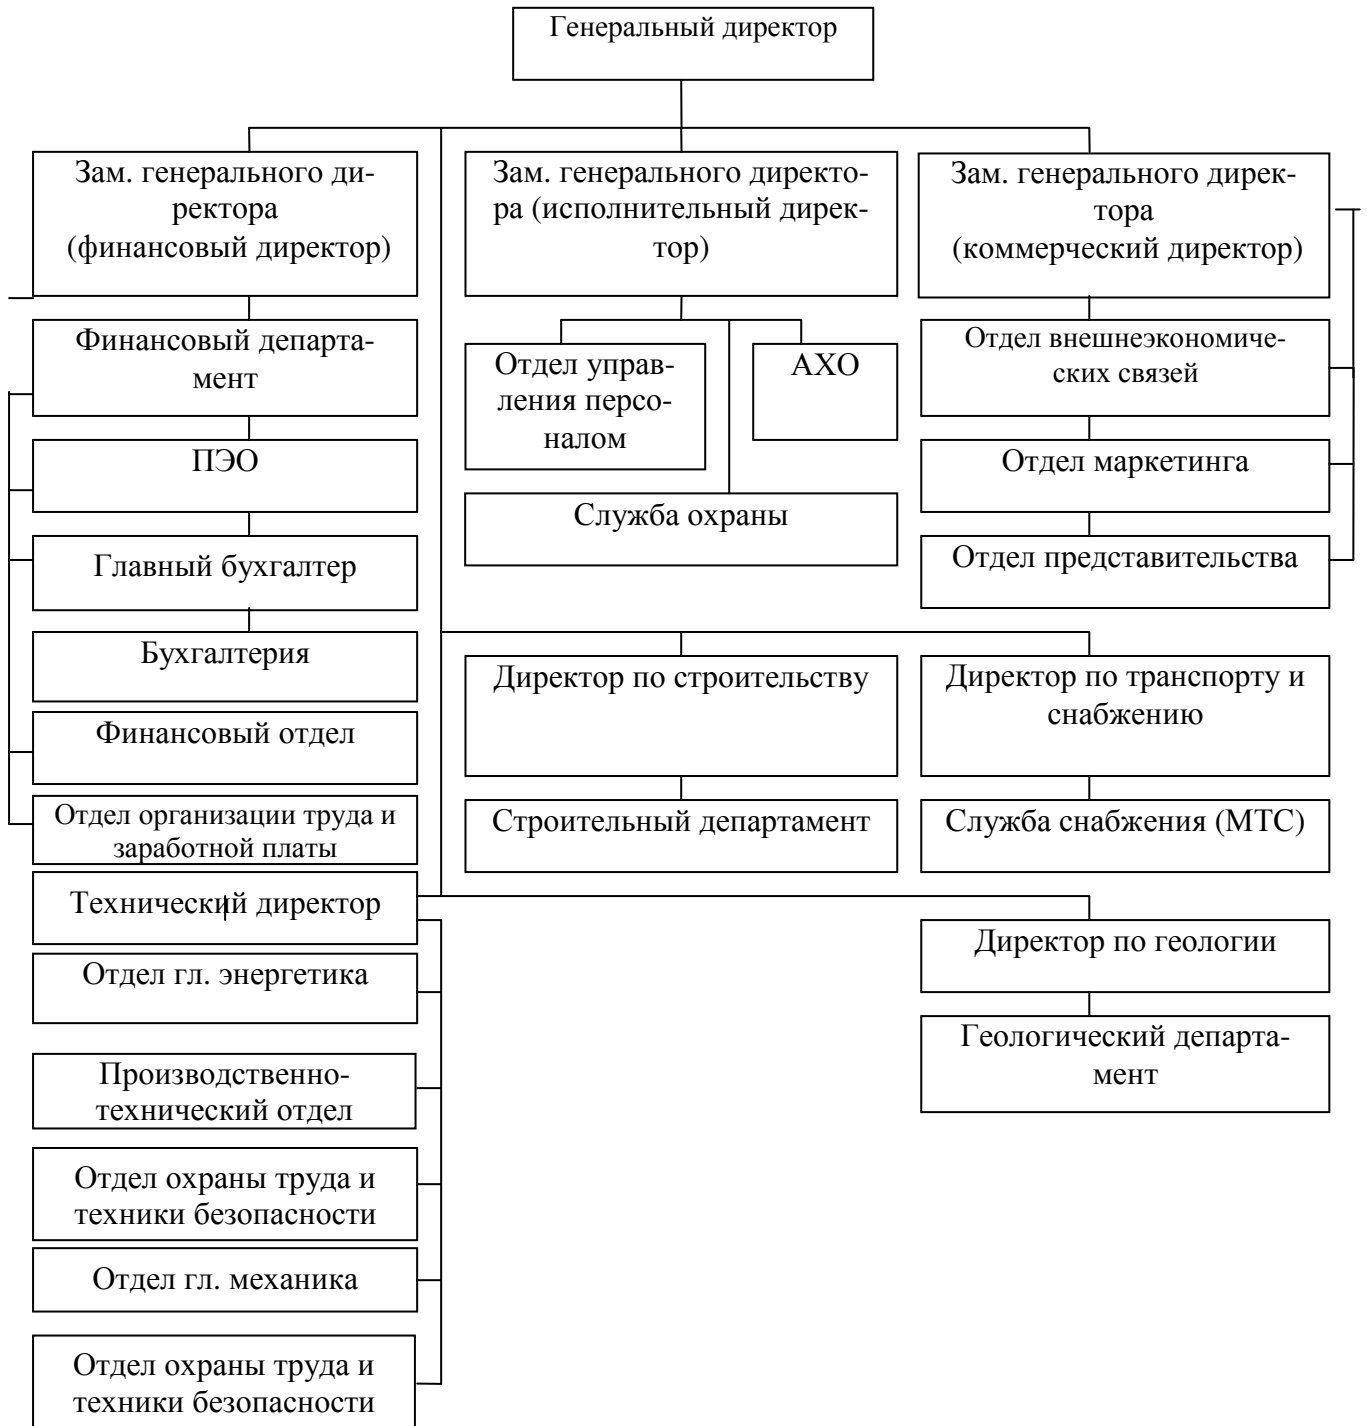 Генеральный директор
Зам. генерального ди-
ректора
(финансовый директор)
Зам. генерального директо-
ра (исполнительный дирек-
тор)
Зам. генерального дирек-
тора
(коммерческий директор)
Финансовый департа-
мент
Отдел управ-
ления персо-
налом
АХО
Отдел внешнеэкономиче-
ских связей
ПЭО
Отдел маркетинга
Служба охраны
Главный бухгалтер
Отдел представительства
Бухгалтерия
Директор по строительству
Директор по транспорту и
снабжению
Финансовый отдел
Отдел организации труда и
заработной платы
Строительный департамент
Служба снабжения (МТС)
Технический директор
Директор по геологии
Отдел гл. энергетика
Геологический департа-
мент
Производственно-
технический отдел
Отдел охраны труда и
техники безопасности
Отдел гл. механика
Отдел охраны труда и
техники безопасности